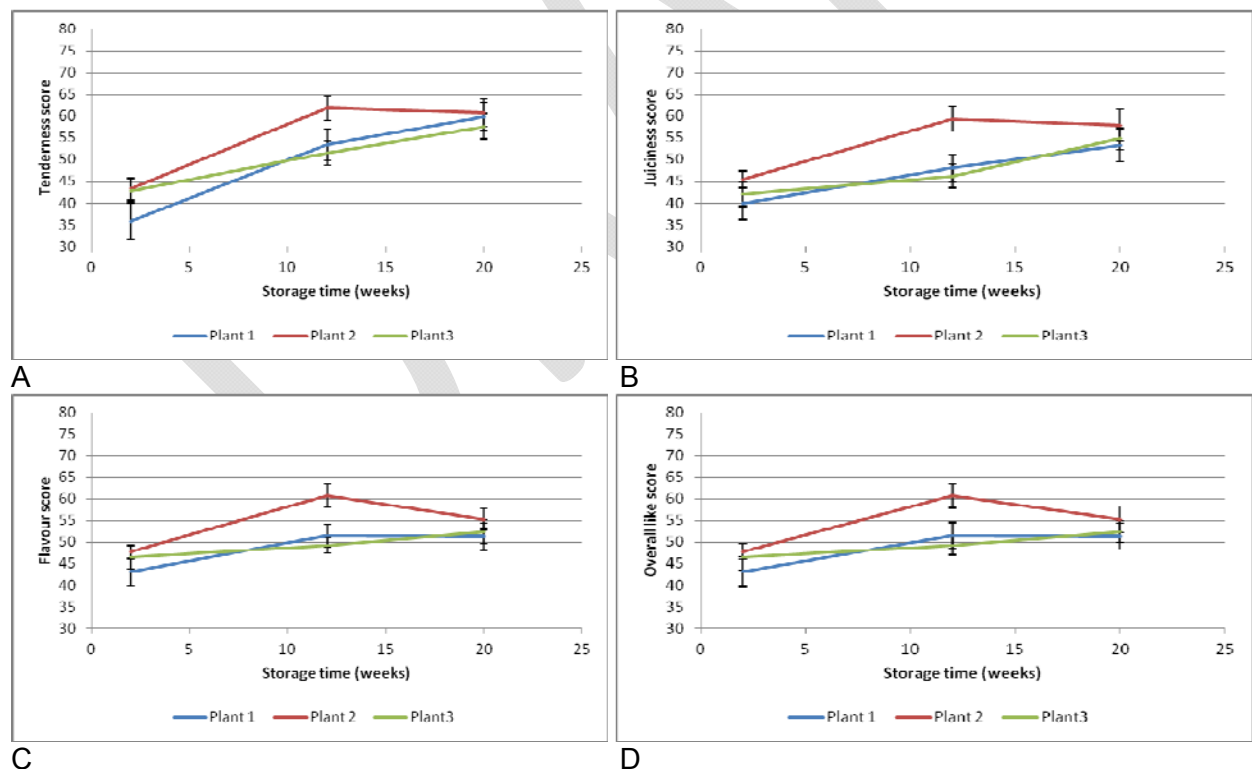 80
75
70
65
60
55
50
45
40
35
30
Tenderness score
0 5 10 15 20 25
Storage time (weeks)
Plant 1 Plant 2 Plant3
A
80
75
70
65
60
55
50
45
40
35
30
Juiciness score
0 5 10 15 20 25
Storage time (weeks)
Plant 1 Plant 2 Plant3
B
80
75
70
65
60
55
50
45
40
35
30
Flavour score
0 5 10 15 20 25
Storage time (weeks)
Plant 1 Plant 2 Plant3
C
80
75
70
65
60
55
50
45
40
35
30
Overall like score
0 5 10 15 20 25
Storage time (weeks)
Plant 1 Plant 2 Plant3
D